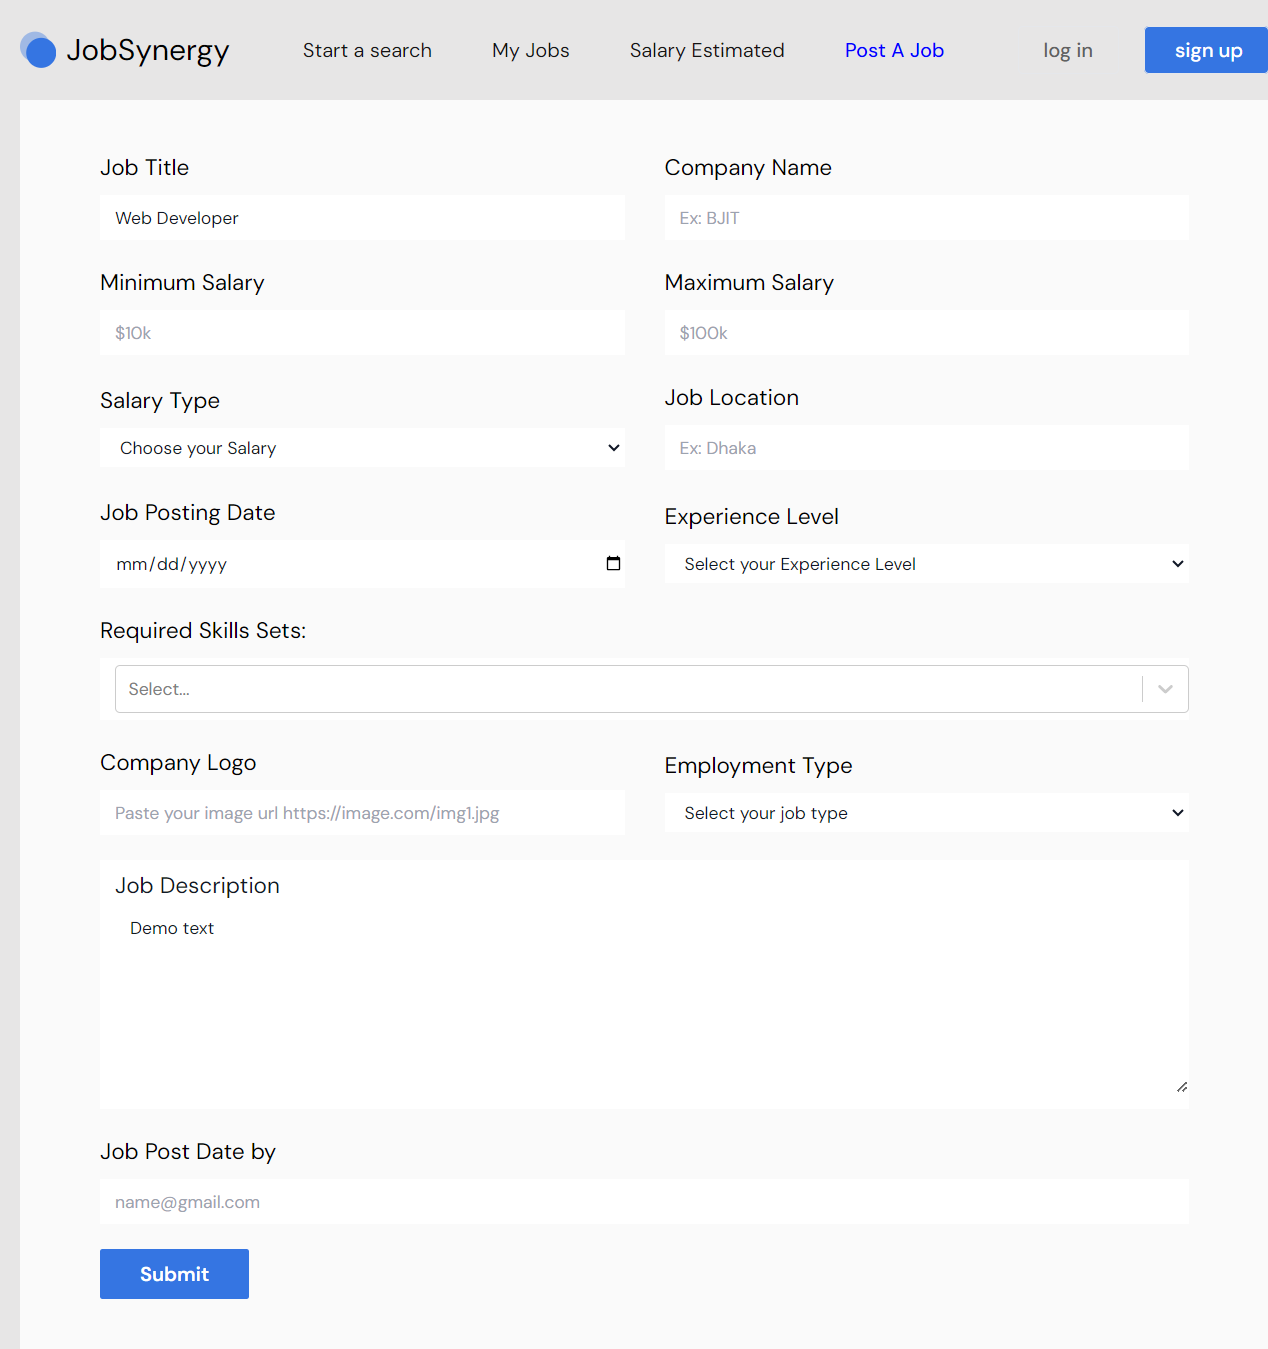 JobSynergy
Start a search
My Jobs
Salary Estimated
Post A Job
log in
sign up
Job Title
Company Name
Web Developer
Ex: BJIT
Minimum Salary
Maximum Salary
$10k
$100k
Salary Type
Job Location
Choose your Salary
Ex: Dhaka
Job Posting Date
Experience Level
mm/dd/yyyy
Select your Experience Level
Required Skills Sets:
Select...
Company Logo
Employment Type
Paste your image url https://image.com/img1.jpg
Select your job type
Job Description
Demo text
Job Post Date by
name@gmail.com
Submit